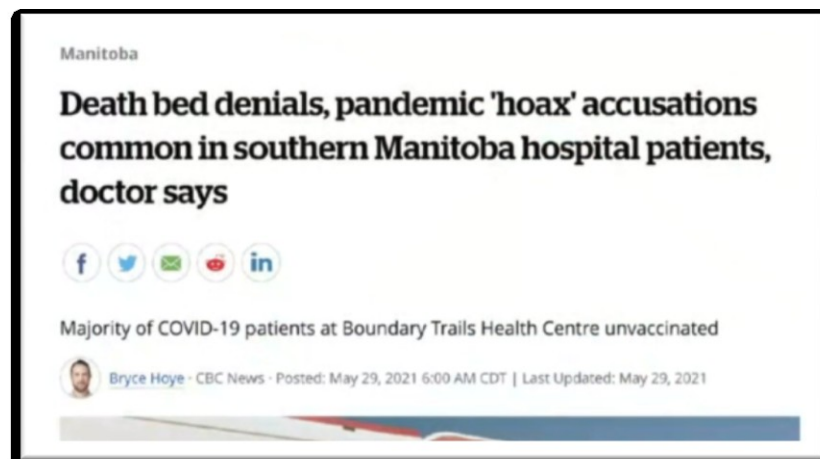 Manitoba
Death bed denials, pandemic 'hoax' accusations
common in southern Manitoba hospital patients,
doctor says
Majority of COVID-19 patients at Boundary Trails Health Centre unvaccinated
Bryce Hoye · CBC News · Posted: May 29, 2021 6:00 AM CDT | Last Updated: May 29, 2021